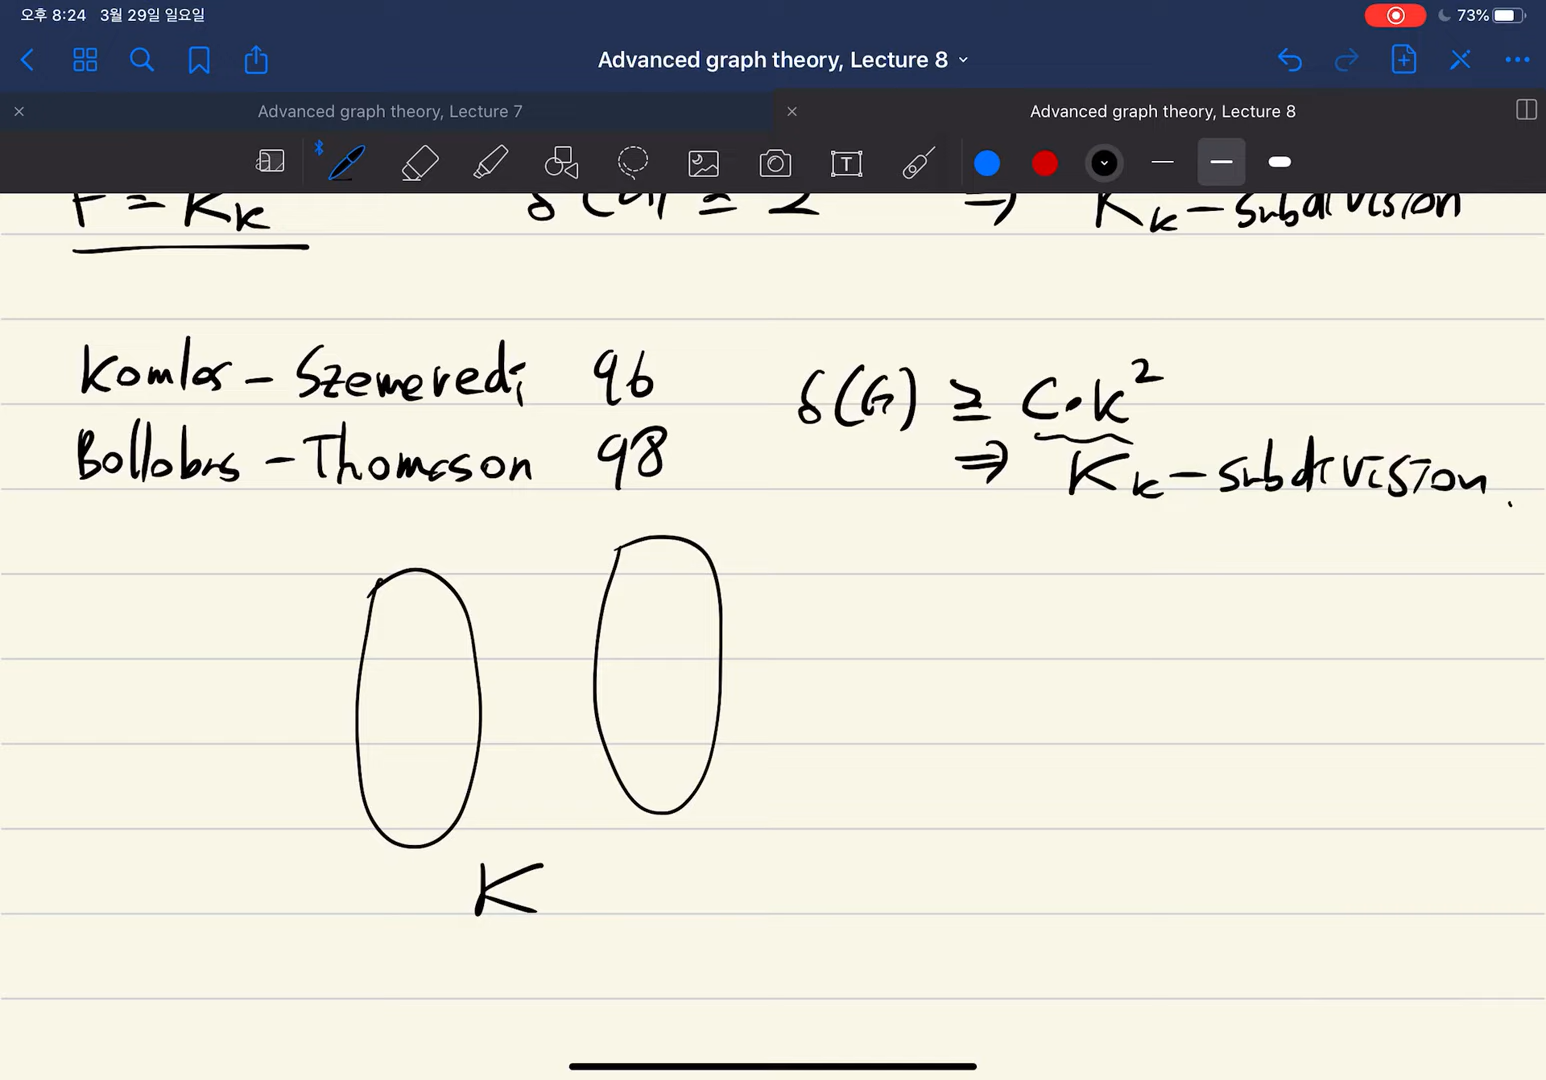 오후 8:24 3월 29일 일요일 73%
Advanced graph theory, Lecture 8
Advanced graph theory, Lecture 7
Advanced graph theory, Lecture 8
T
F = K_k ⇒ K_k - subdivision
Komlos - Szemeredi 96 δ(G) ≥ C·k²
Bollobas - Thomason 98 ⇒ K_k - subdivision.
K